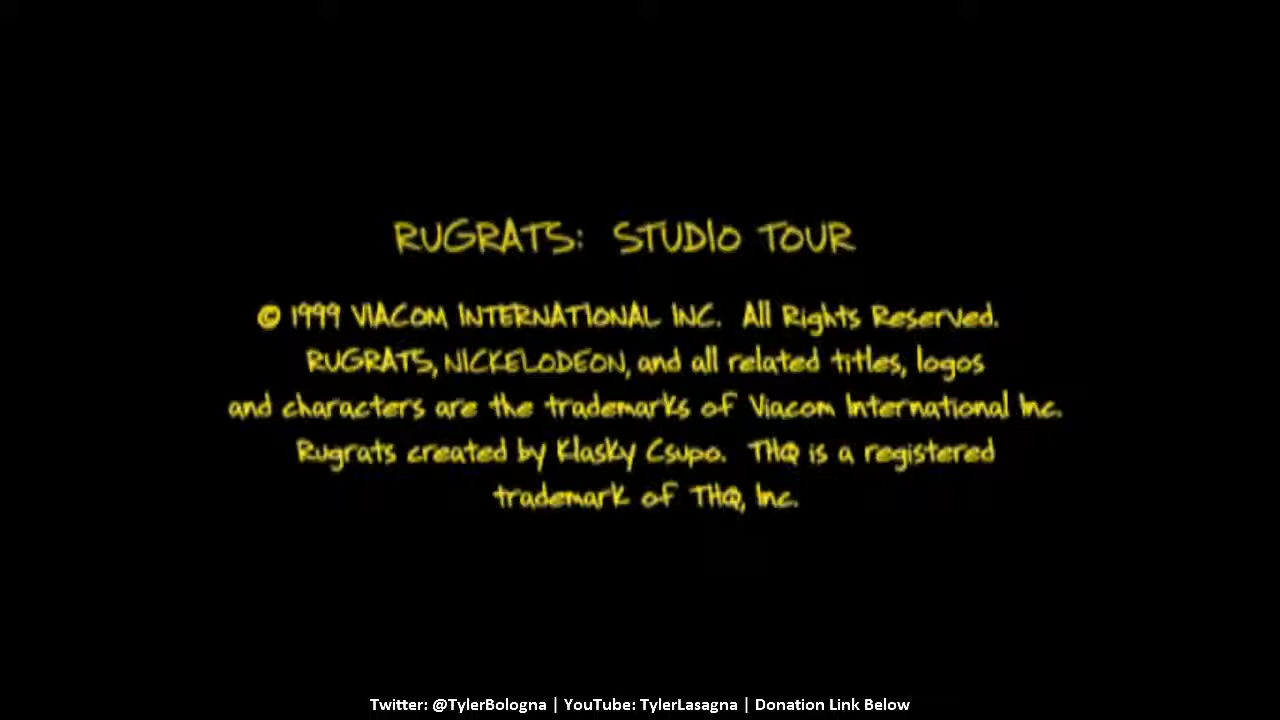 RUGRATS: STUDIO TOUR
© 1999 VIACOM INTERNATIONAL INC. All Rights Reserved.
RUGRATS, NICKELODEON, and all related titles, logos
and characters are the trademarks of Viacom International Inc.
Rugrats created by Klasky Csupo. THQ is a registered
trademark of THQ, Inc.
Twitter: @TylerBologna | YouTube: TylerLasagna | Donation Link Below